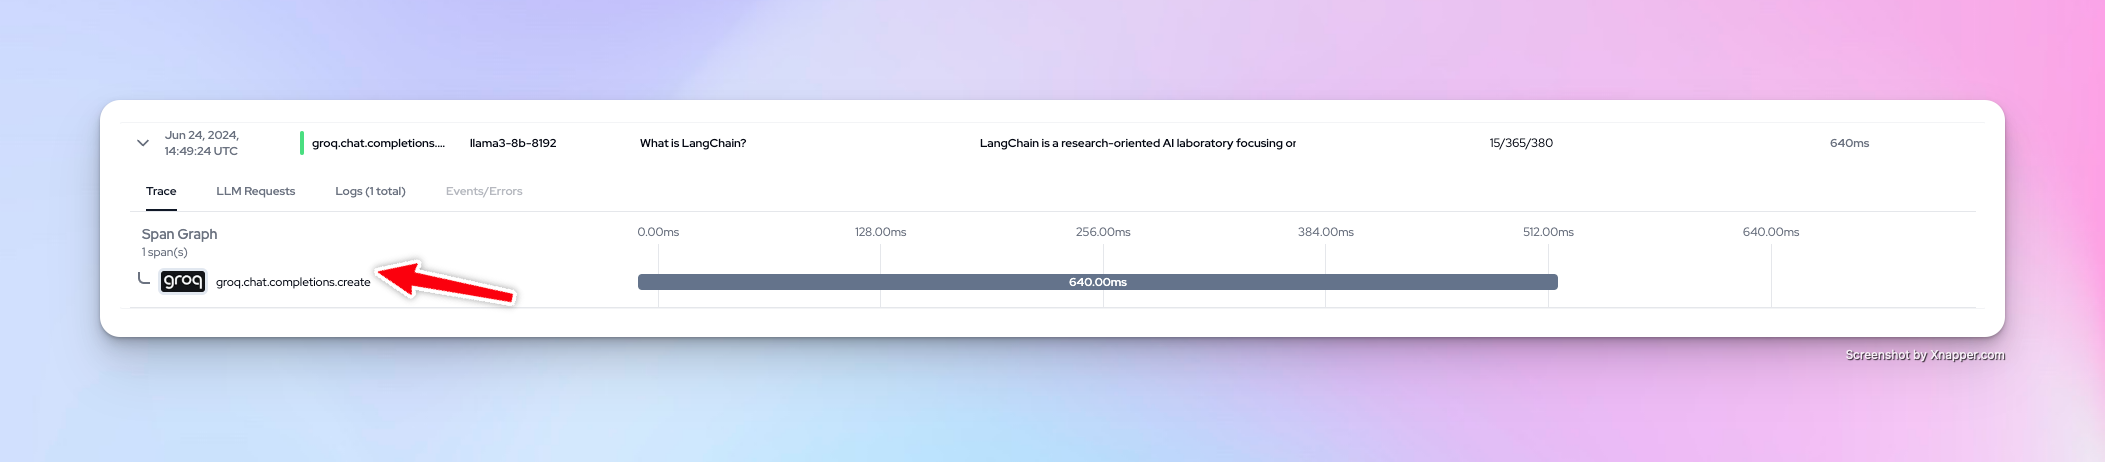 Jun 24, 2024,
14:49:24 UTC
groq.chat.completions....
llama3-8b-8192
What is LangChain?
LangChain is a research-oriented AI laboratory focusing or
15/365/380
640ms
Trace
LLM Requests
Logs (1 total)
Events/Errors
Span Graph
1 span(s)
0.00ms
128.00ms
256.00ms
384.00ms
512.00ms
640.00ms
groq
groq.chat.completions.create
640.00ms
Screenshot by Xnapper.com